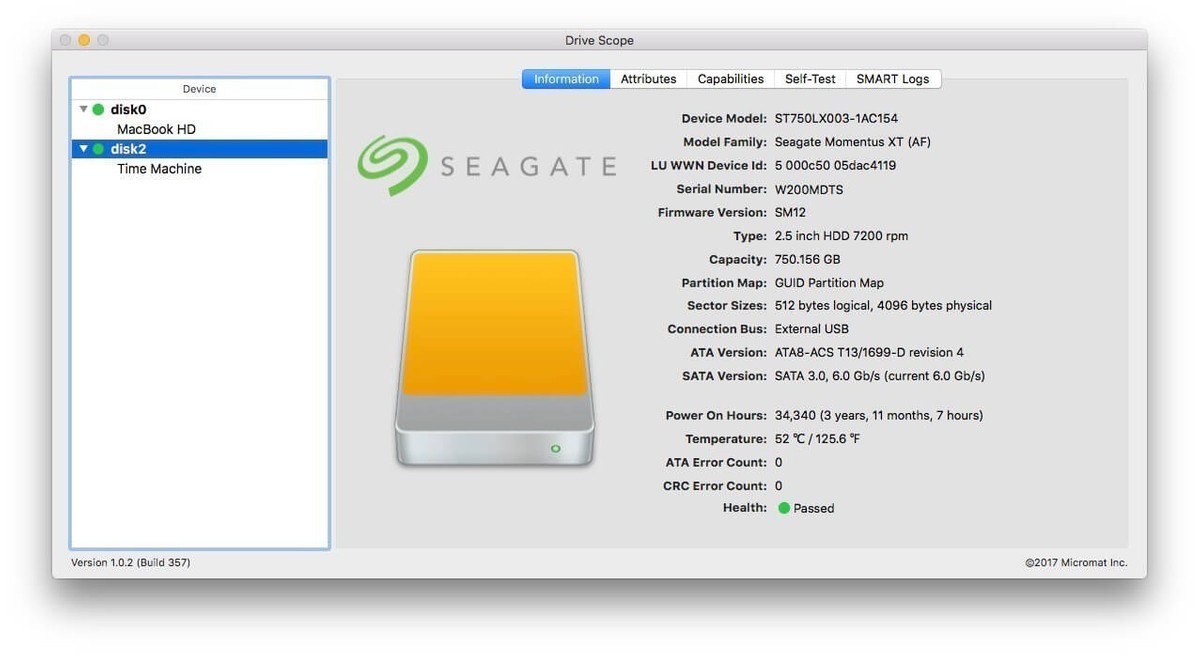 Drive Scope
Device
disk0
MacBook HD
disk2
Time Machine
Information Attributes Capabilities Self-Test SMART Logs
SEAGATE
Device Model: ST750LX003-1AC154
Model Family: Seagate Momentus XT (AF)
LU WWN Device Id: 5 000c50 05dac4119
Serial Number: W200MDTS
Firmware Version: SM12
Type: 2.5 inch HDD 7200 rpm
Capacity: 750.156 GB
Partition Map: GUID Partition Map
Sector Sizes: 512 bytes logical, 4096 bytes physical
Connection Bus: External USB
ATA Version: ATA8-ACS T13/1699-D revision 4
SATA Version: SATA 3.0, 6.0 Gb/s (current 6.0 Gb/s)
Power On Hours: 34,340 (3 years, 11 months, 7 hours)
Temperature: 52 ℃ / 125.6 ℉
ATA Error Count: 0
CRC Error Count: 0
Health: Passed
Version 1.0.2 (Build 357)
©2017 Micromat Inc.